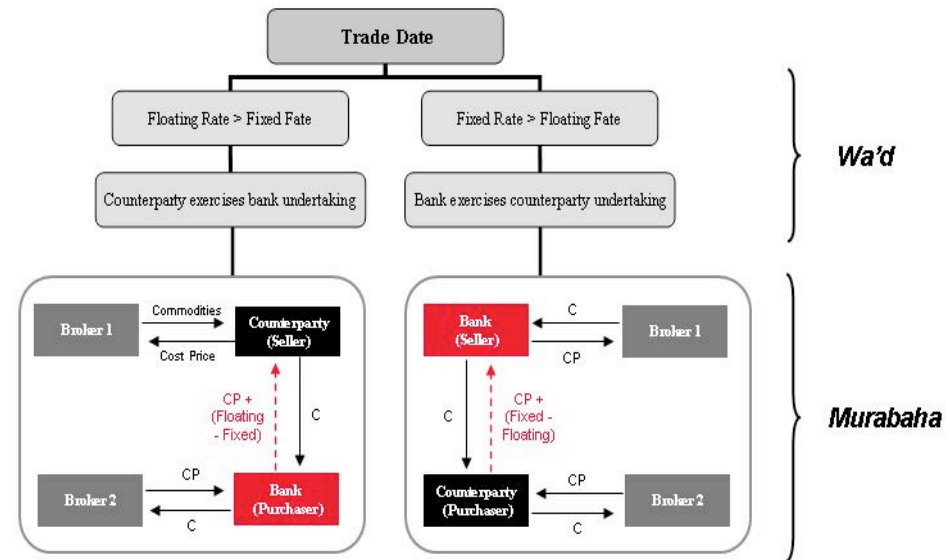 Trade Date
Floating Rate > Fixed Fate
Fixed Rate > Floating Fate
Wa'd
Counterparty exercises bank undertaking
Bank exercises counterparty undertaking
Broker 1
Commodities
Cost Price
Counterparty
(Seller)
CP +
(Floating
- Fixed)
C
Broker 2
CP
C
Bank
(Purchaser)
Bank
(Seller)
C
CP
Broker 1
C
CP +
(Fixed -
Floating)
Counterparty
(Purchaser)
CP
C
Broker 2
Murabaha